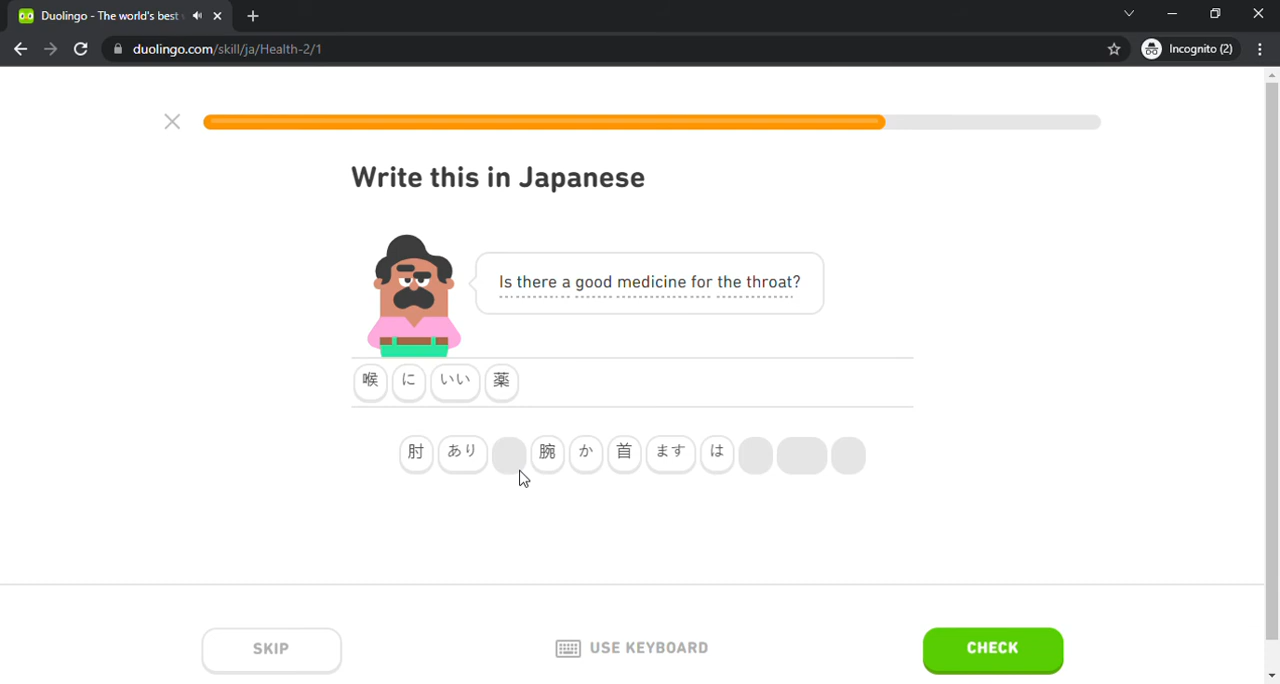 Duolingo - The world's best
duolingo.com/skill/ja/Health-2/1
Incognito (2)
Write this in Japanese
Is there a good medicine for the throat?
喉 に いい 薬
肘 あり 腕 か 首 ます は
SKIP
USE KEYBOARD
CHECK